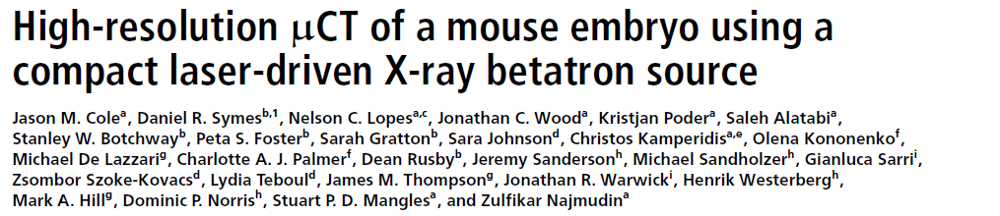 High-resolution μCT of a mouse embryo using a
compact laser-driven X-ray betatron source
Jason M. Coleᵃ, Daniel R. Symesᵇ,¹, Nelson C. Lopesᵃ,ᶜ, Jonathan C. Woodᵃ, Kristjan Poderᵃ, Saleh Alatabiᵃ,
Stanley W. Botchwayᵇ, Peta S. Fosterᵇ, Sarah Grattonᵇ, Sara Johnsonᵈ, Christos Kamperidisᵃ,ᵉ, Olena Kononenkoᶠ,
Michael De Lazzariᵍ, Charlotte A. J. Palmerᶠ, Dean Rusbyᵇ, Jeremy Sandersonʰ, Michael Sandholzerʰ, Gianluca Sarriⁱ,
Zsombor Szoke-Kovacsᵈ, Lydia Teboulᵈ, James M. Thompsonᵍ, Jonathan R. Warwickⁱ, Henrik Westerbergʰ,
Mark A. Hillᵍ, Dominic P. Norrisʰ, Stuart P. D. Manglesᵃ, and Zulfikar Najmudinᵃ